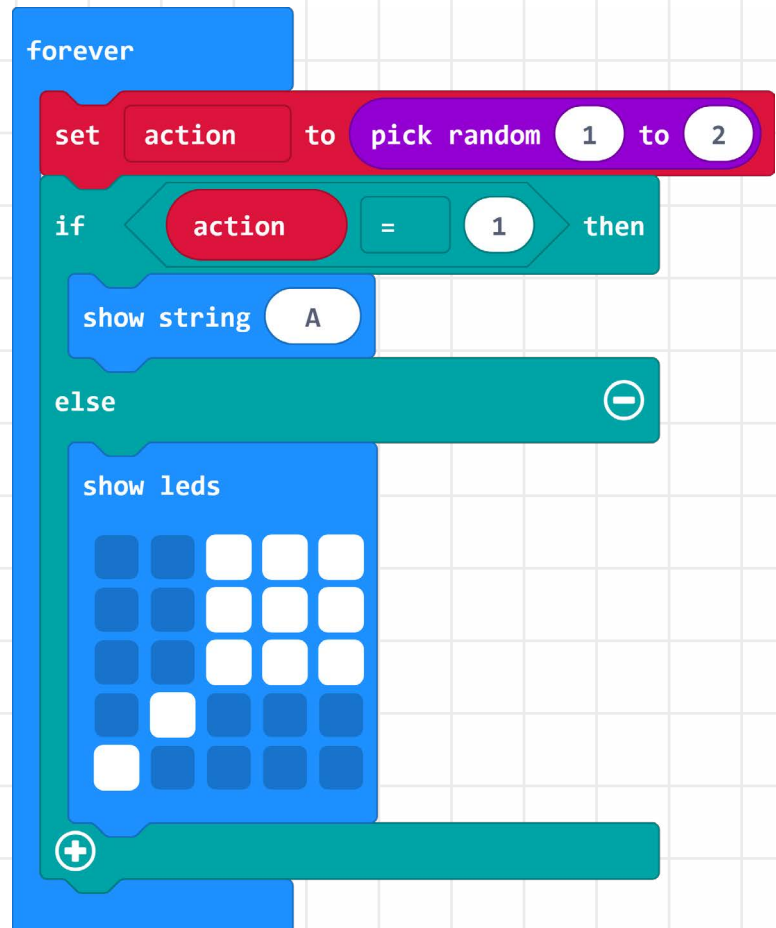 forever
set action to pick random 1 to 2
if action = 1 then
show string A
else
show leds